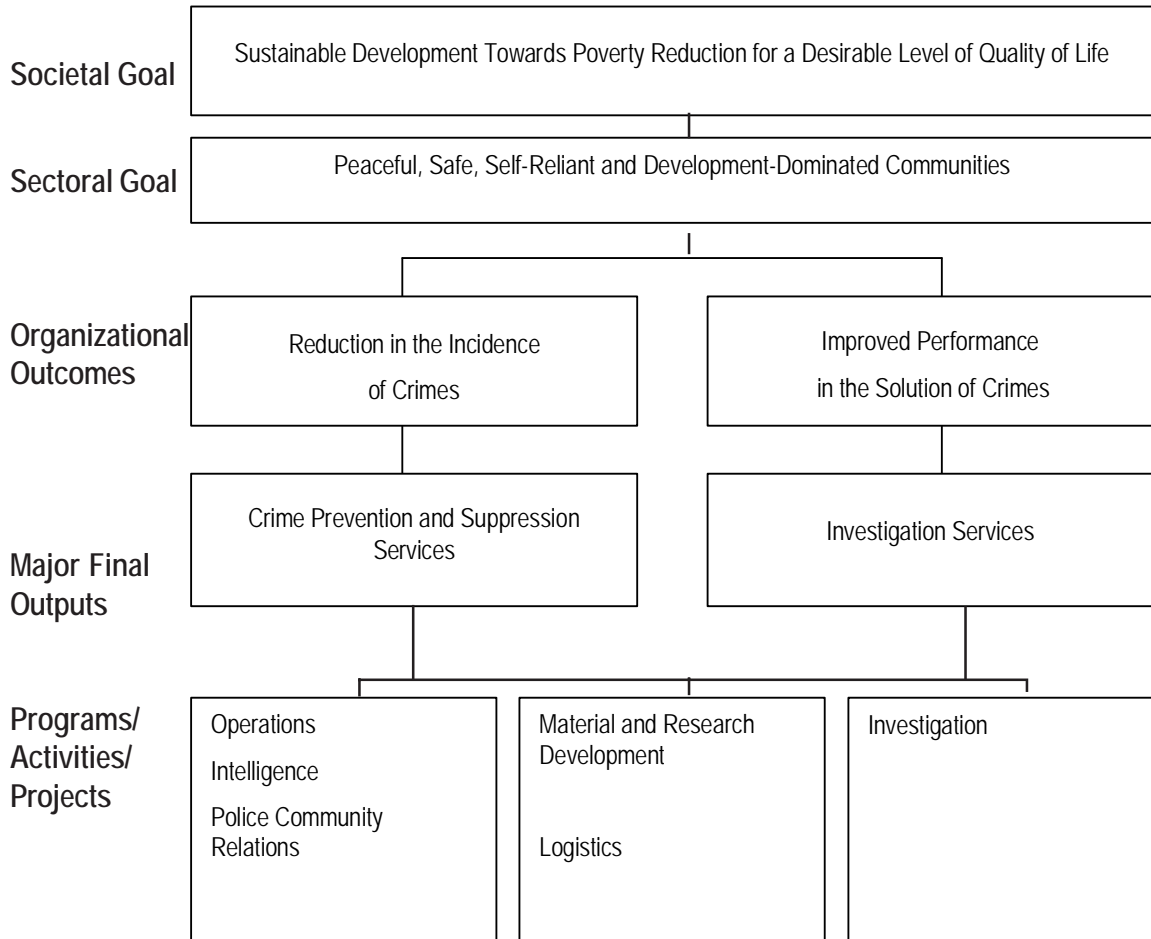 Societal Goal
Sustainable Development Towards Poverty Reduction for a Desirable Level of Quality of Life
Sectoral Goal
Peaceful, Safe, Self-Reliant and Development-Dominated Communities
Organizational
Outcomes
Reduction in the Incidence
of Crimes
Improved Performance
in the Solution of Crimes
Major Final
Outputs
Crime Prevention and Suppression
Services
Investigation Services
Programs/
Activities/
Projects
Operations
Intelligence
Police Community
Relations
Material and Research
Development
Logistics
Investigation